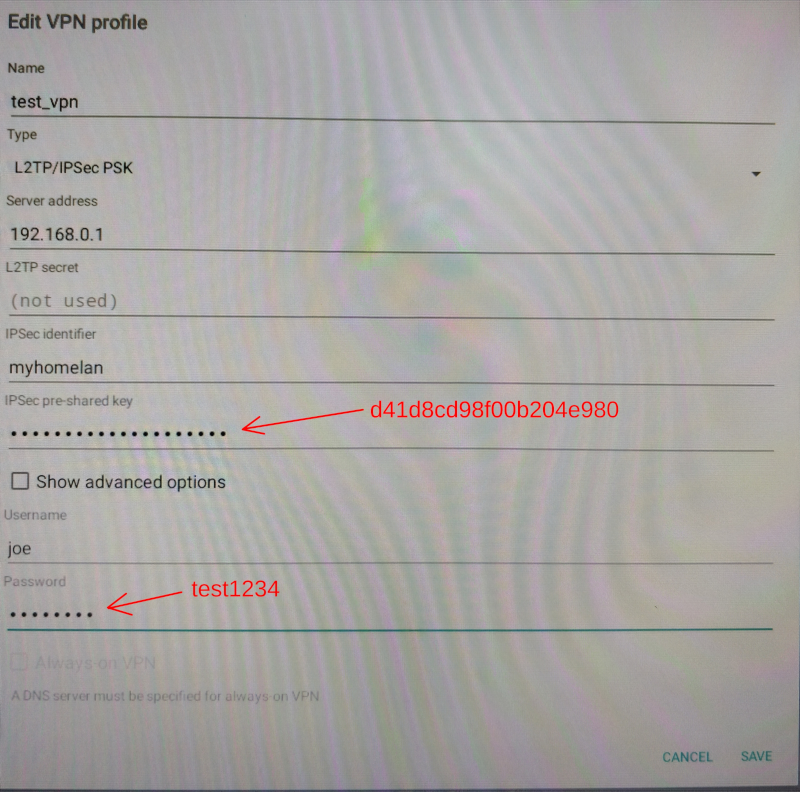 Edit VPN profile
Name
test_vpn
Type
L2TP/IPSec PSK
Server address
192.168.0.1
L2TP secret
(not used)
IPSec identifier
myhomelan
IPSec pre-shared key
••••••••••••••••••••
d41d8cd98f00b204e980
Show advanced options
Username
joe
Password
••••••••
test1234
Always-on VPN
A DNS server must be specified for always-on VPN
CANCEL SAVE